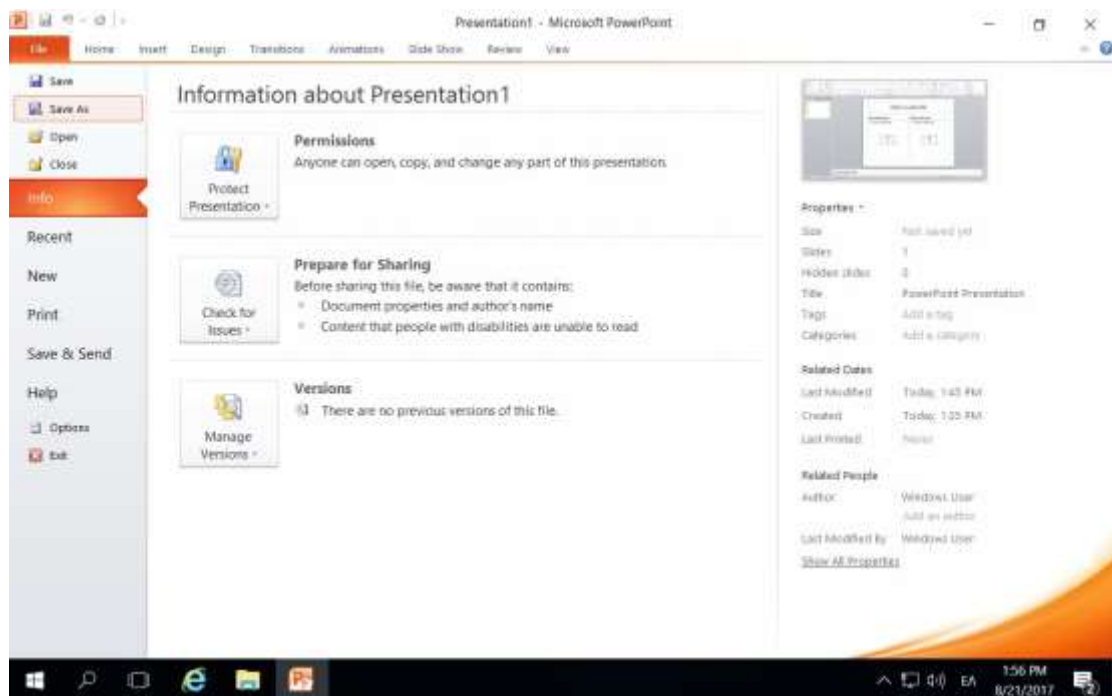 Presentation1 - Microsoft PowerPoint
File Home Insert Design Transitions Animations Slide Show Review View
Save
Save As
Open
Close
Info
Recent
New
Print
Save & Send
Help
Options
Exit
Information about Presentation1
Protect
Presentation
Permissions
Anyone can open, copy, and change any part of this presentation.
Check for
Issues
Prepare for Sharing
Before sharing this file, be aware that it contains:
Document properties and author's name
Content that people with disabilities are unable to read
Manage
Versions
Versions
There are no previous versions of this file.
Properties
Size Not saved yet
Slides 1
Hidden slides 0
Title PowerPoint Presentation
Tags Add a tag
Categories Add a category
Related Dates
Last Modified Today, 1:45 PM
Created Today, 1:35 PM
Last Printed Never
Related People
Author Windows User
Add an author
Last Modified By Windows User
Show All Properties
ΕΛ
1:56 PM
8/21/2017